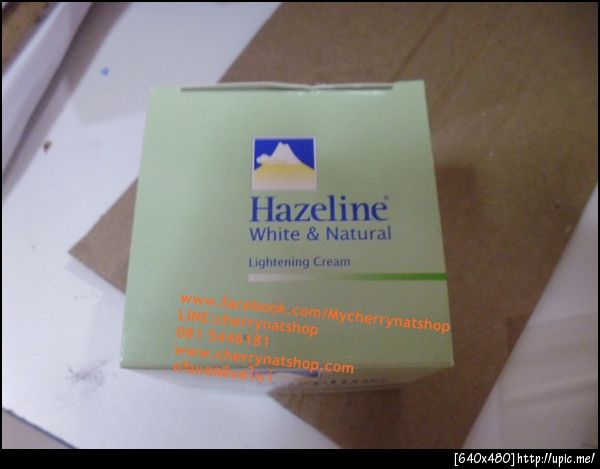 Hazeline®
White & Natural
Lightening Cream
www.facebook.com/Mycherrynatshop
LINE:cherrynatshop
081 5446181
www.cherrynatshop.com
[640x480]http://upic.me/